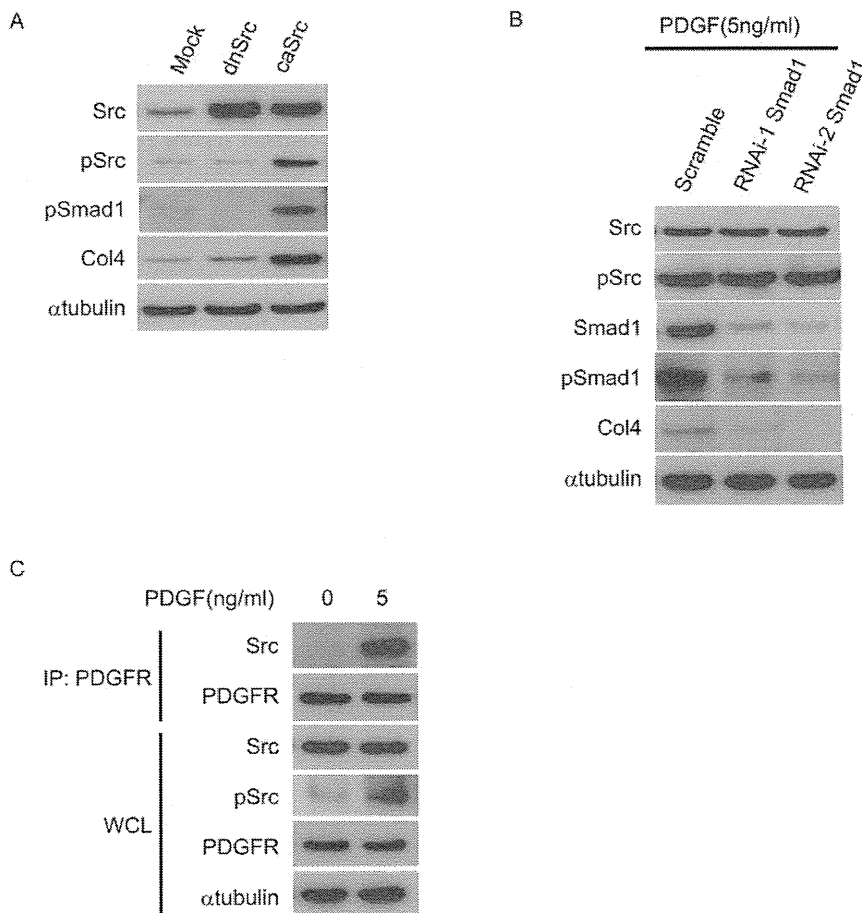 A
Mock
dnSrc
caSrc
Src
pSrc
pSmad1
Col4
αtubulin
B
PDGF(5ng/ml)
Scramble
RNAi-1 Smad1
RNAi-2 Smad1
Src
pSrc
Smad1
pSmad1
Col4
αtubulin
C
PDGF(ng/ml) 0 5
IP: PDGFR
Src
PDGFR
WCL
Src
pSrc
PDGFR
αtubulin